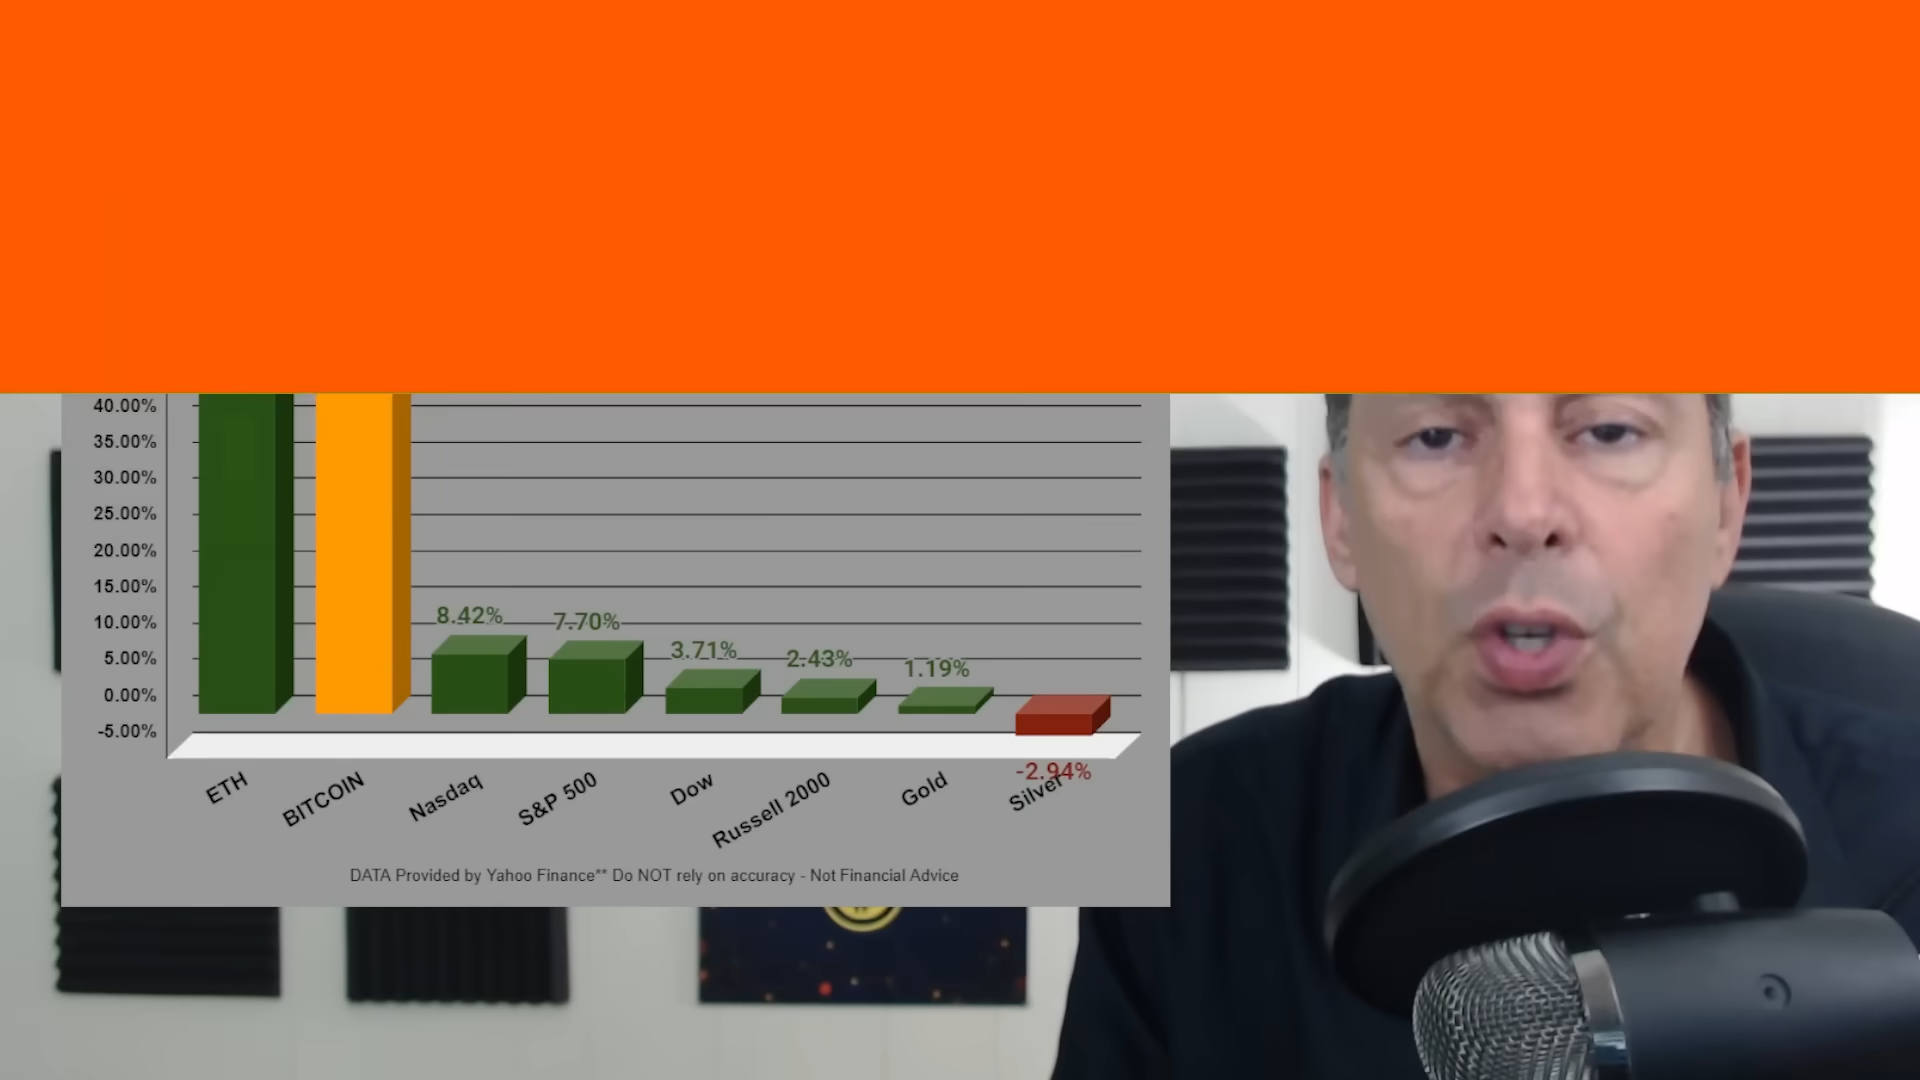 40.00%
35.00%
30.00%
25.00%
20.00%
15.00%
10.00%
5.00%
0.00%
-5.00%
8.42%
7.70%
3.71%
2.43%
1.19%
-2.94%
ETH
BITCOIN
Nasdaq
S&P 500
Dow
Russell 2000
Gold
Silver
DATA Provided by Yahoo Finance** Do NOT rely on accuracy - Not Financial Advice